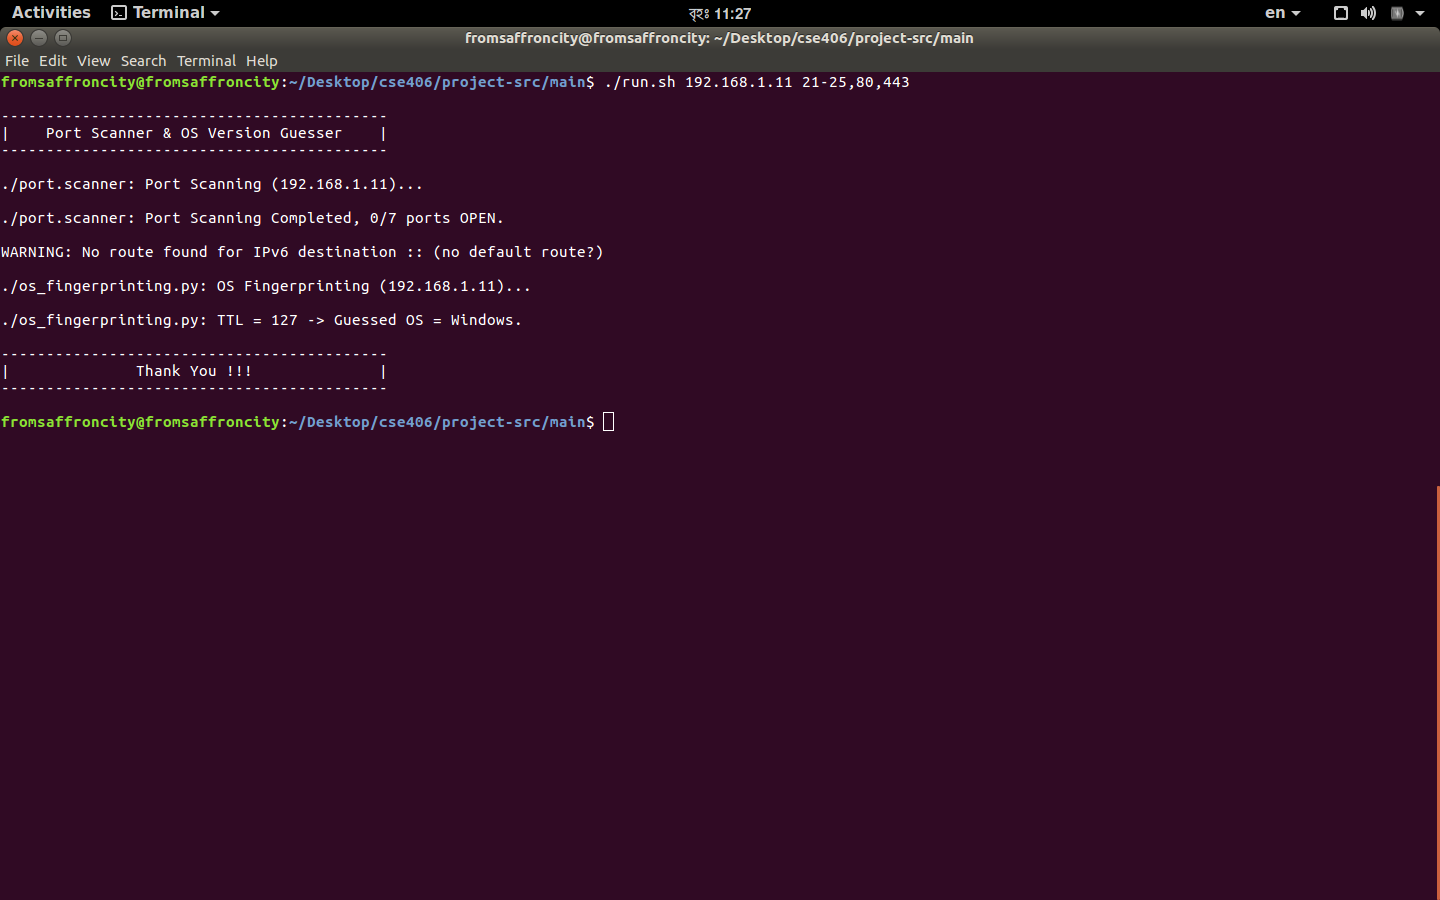 Activities Terminal বৃহঃ 11:27 en
fromsaffroncity@fromsaffroncity: ~/Desktop/cse406/project-src/main
File Edit View Search Terminal Help
fromsaffroncity@fromsaffroncity:~/Desktop/cse406/project-src/main$ ./run.sh 192.168.1.11 21-25,80,443
-------------------------------------------
|    Port Scanner & OS Version Guesser    |
-------------------------------------------
./port.scanner: Port Scanning (192.168.1.11)...
./port.scanner: Port Scanning Completed, 0/7 ports OPEN.
WARNING: No route found for IPv6 destination :: (no default route?)
./os_fingerprinting.py: OS Fingerprinting (192.168.1.11)...
./os_fingerprinting.py: TTL = 127 -> Guessed OS = Windows.
-------------------------------------------
|              Thank You !!!              |
-------------------------------------------
fromsaffroncity@fromsaffroncity:~/Desktop/cse406/project-src/main$